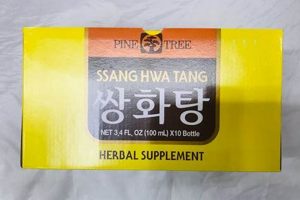 PINE TREE
SSANG HWA TANG
쌍화탕
NET 3.4 FL, OZ (100 mL) X10 Bottle
HERBAL SUPPLEMENT